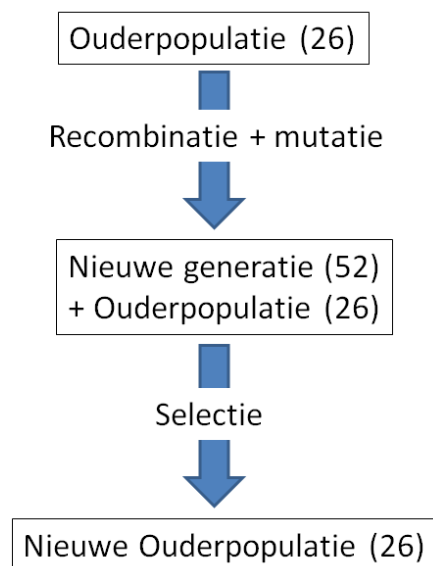 Ouderpopulatie (26)
Recombinatie + mutatie
Nieuwe generatie (52)
+ Ouderpopulatie (26)
Selectie
Nieuwe Ouderpopulatie (26)